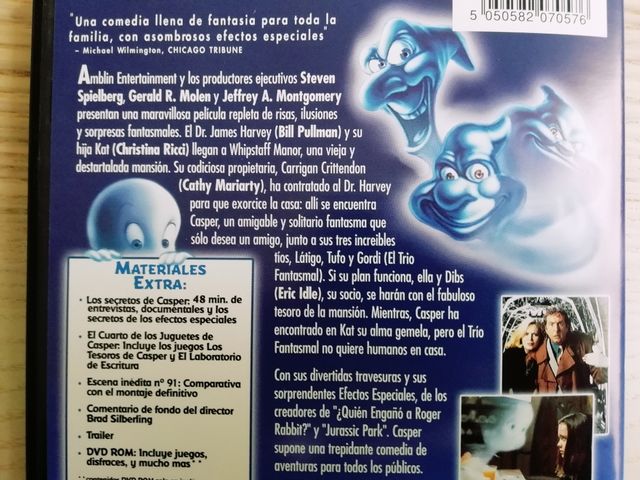 5 050582 070576
"Una comedia llena de fantasia para toda la
familia, con asombrosos efectos especiales"
– Michael Wilmington, CHICAGO TRIBUNE
Amblin Entertainment y los productores ejecutivos Steven
Spielberg, Gerald R. Molen y Jeffrey A. Montgomery
presentan una maravillosa película repleta de risas, ilusiones
y sorpresas fantasmales. El Dr. James Harvey (Bill Pullman) y su
hija Kat (Christina Ricci) llegan a Whipstaff Manor, una vieja y
destartalada mansión. Su codiciosa propietaria, Carrigan Crittendon
(Cathy Mariarty), ha contratado al Dr. Harvey
para que exorcice la casa: allí se encuentra
Casper, un amigable y solitario fantasma que
sólo desea un amigo, junto a sus tres increibles
tíos, Látigo, Tufo y Gordi (El Trio
Fantasmal). Si su plan funciona, ella y Dibs
(Eric Idle), su socio, se harán con el fabuloso
tesoro de la mansión. Mientras, Casper ha
encontrado en Kat su alma gemela, pero el Trío
Fantasmal no quiere humanos en casa.
Con sus divertidas travesuras y sus
sorprendentes Efectos Especiales, de los
creadores de "¿Quién Engañó a Roger
Rabbit?" y "Jurassic Park". Casper
supone una trepidante comedia de
aventuras para todos los públicos.
MATERIALES
EXTRA:
• Los secretos de Casper: 48 min. de
entrevistas, documentales y los
secretos de los efectos especiales
• El Cuarto de los Juguetes de
Casper: Incluye los juegos Los
Tesoros de Casper y El Laboratorio
de Escritura
• Escena inédita nº 91: Comparativa
con el montaje definitivo
• Comentario de fondo del director
Brad Silberling
• Trailer
• DVD ROM: Incluye juegos,
disfraces, y mucho mas**